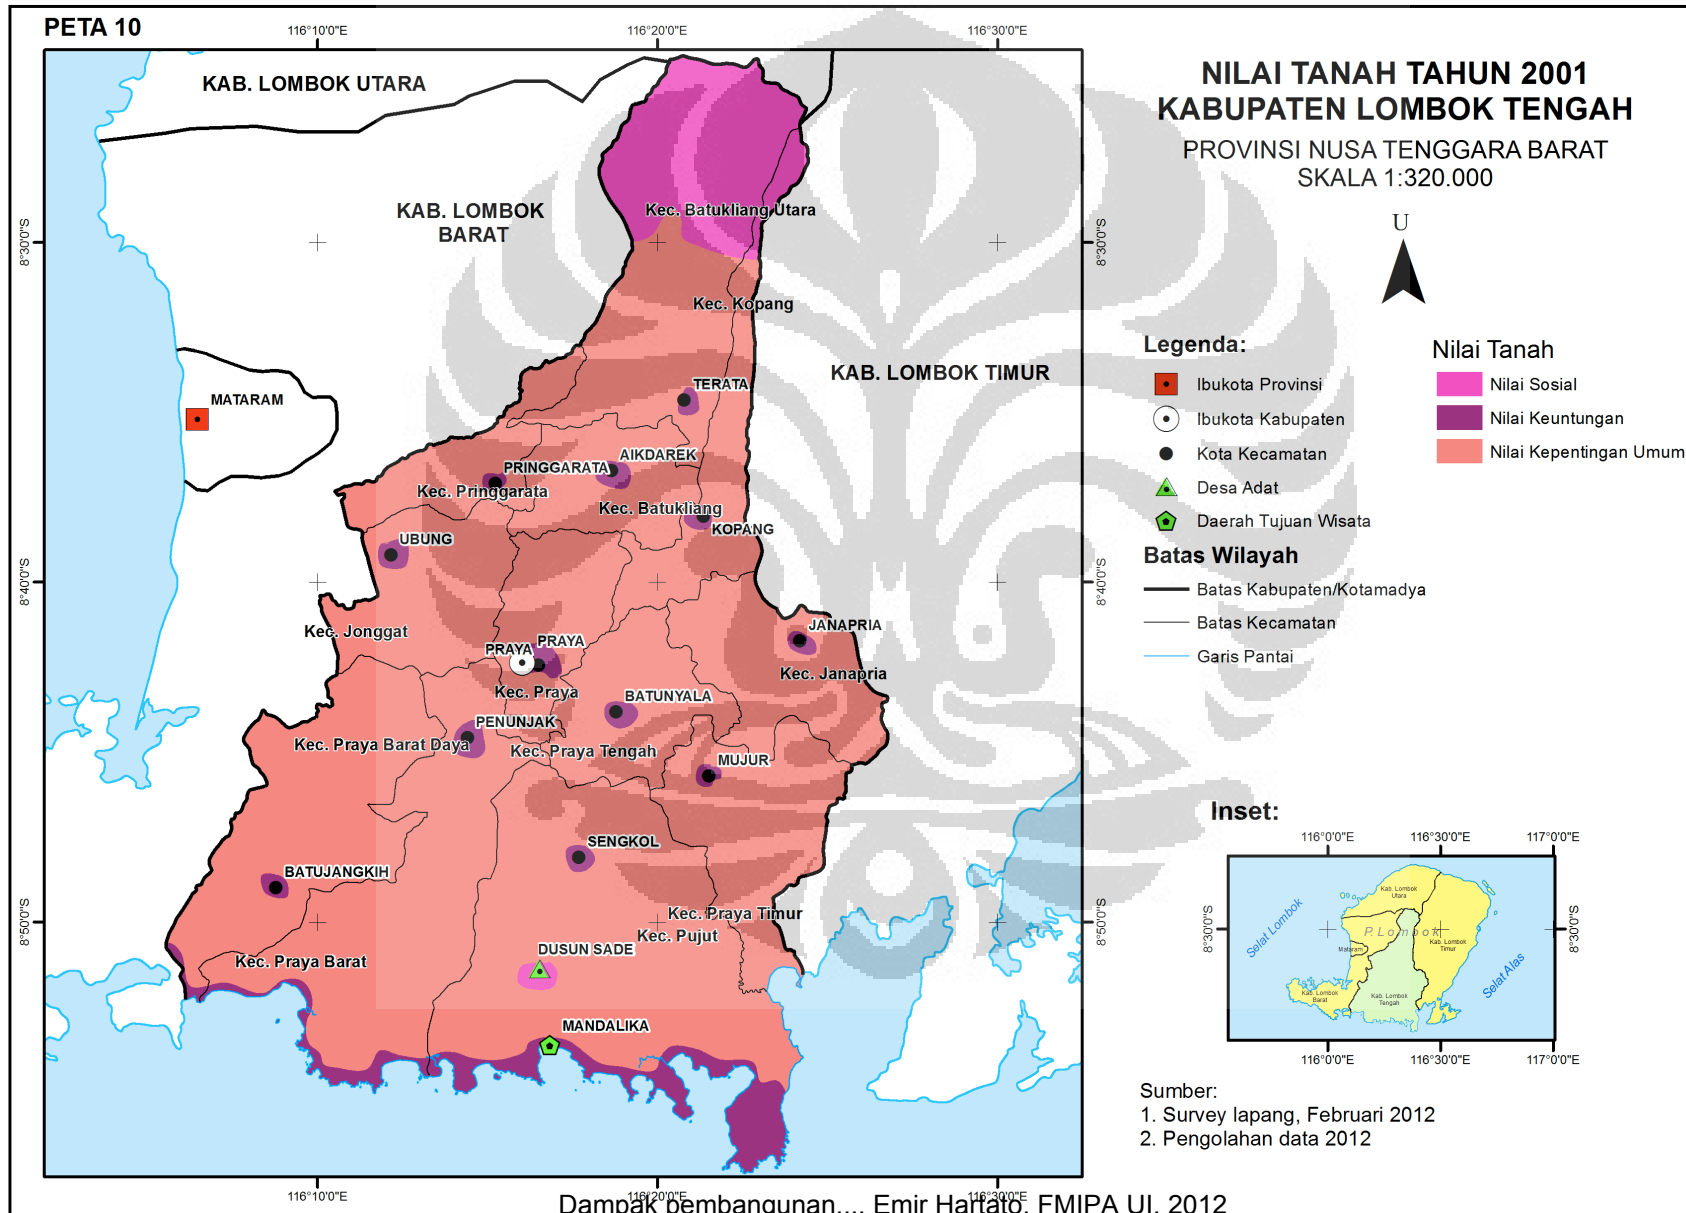 PETA 10
116°10'0"E
116°20'0"E
116°30'0"E
KAB. LOMBOK UTARA
KAB. LOMBOK
BARAT
Kec. Batukliang Utara
8°30'0"S
8°30'0"S
Kec. Kopang
KAB. LOMBOK TIMUR
MATARAM
TERATA
PRINGGARATA
AIKDAREK
Kec. Pringgarata
Kec. Batukliang
KOPANG
UBUNG
8°40'0"S
8°40'0"S
Kec. Jonggat
JANAPRIA
PRAYA
PRAYA
Kec. Janapria
Kec. Praya
BATUNYALA
PENUNJAK
Kec. Praya Barat Daya
Kec. Praya Tengah
MUJUR
SENGKOL
BATUJANGKIH
8°50'0"S
8°50'0"S
Kec. Praya Timur
Kec. Pujut
DUSUN SADE
Kec. Praya Barat
MANDALIKA
116°10'0"E
116°20'0"E
116°30'0"E
NILAI TANAH TAHUN 2001
KABUPATEN LOMBOK TENGAH
PROVINSI NUSA TENGGARA BARAT
SKALA 1:320.000
U
Legenda:
Ibukota Provinsi
Ibukota Kabupaten
Kota Kecamatan
Desa Adat
Daerah Tujuan Wisata
Batas Wilayah
Batas Kabupaten/Kotamadya
Batas Kecamatan
Garis Pantai
Nilai Tanah
Nilai Sosial
Nilai Keuntungan
Nilai Kepentingan Umum
Inset:
116°0'0"E
116°30'0"E
117°0'0"E
8°30'0"S
8°30'0"S
Selat Lombok
Kab. Lombok
Utara
P. Lombok
Mataram
Kab. Lombok
Timur
Kab. Lombok
Barat
Kab. Lombok
Tengah
Selat Alas
116°0'0"E
116°30'0"E
117°0'0"E
Sumber:
1. Survey lapang, Februari 2012
2. Pengolahan data 2012
Dampak pembangunan..., Emir Hartato, FMIPA UI, 2012